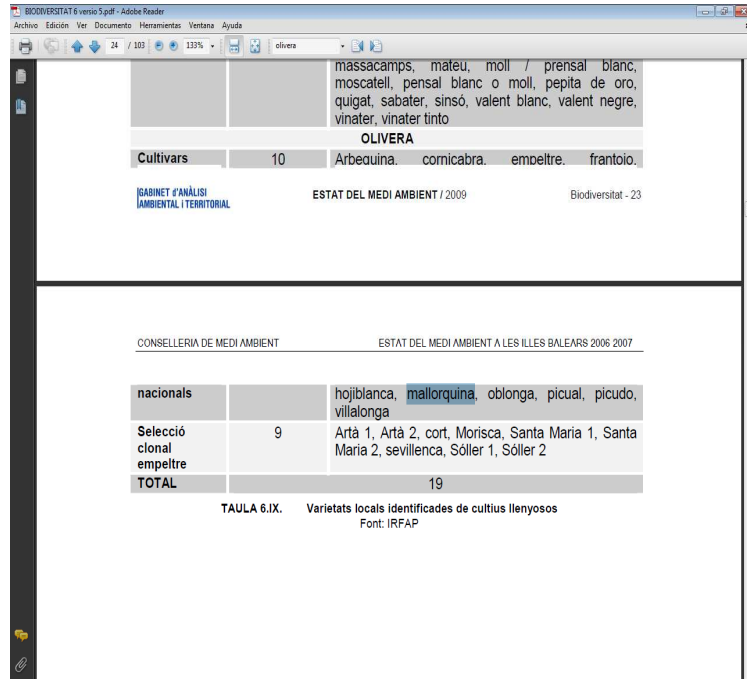 BIODIVERSITAT 6 versio 5.pdf - Adobe Reader
Archivo Edición Ver Documento Herramientas Ventana Ayuda
24 / 103 133% olivera
massacamps, mateu, moll / prensal blanc,
moscatell, pensal blanc o moll, pepita de oro,
quigat, sabater, sinsó, valent blanc, valent negre,
vinater, vinater tinto
OLIVERA
Cultivars 10 Arbequina, cornicabra, empeltre, frantoio,
GABINET d'ANÀLISI
AMBIENTAL i TERRITORIAL
ESTAT DEL MEDI AMBIENT / 2009 Biodiversitat - 23
CONSELLERIA DE MEDI AMBIENT ESTAT DEL MEDI AMBIENT A LES ILLES BALEARS 2006 2007
nacionals hojiblanca, mallorquina, oblonga, picual, picudo,
villalonga
Selecció
clonal
empeltre 9 Artà 1, Artà 2, cort, Morisca, Santa Maria 1, Santa
Maria 2, sevillenca, Sóller 1, Sóller 2
TOTAL 19
TAULA 6.IX. Varietats locals identificades de cultius llenyosos
Font: IRFAP